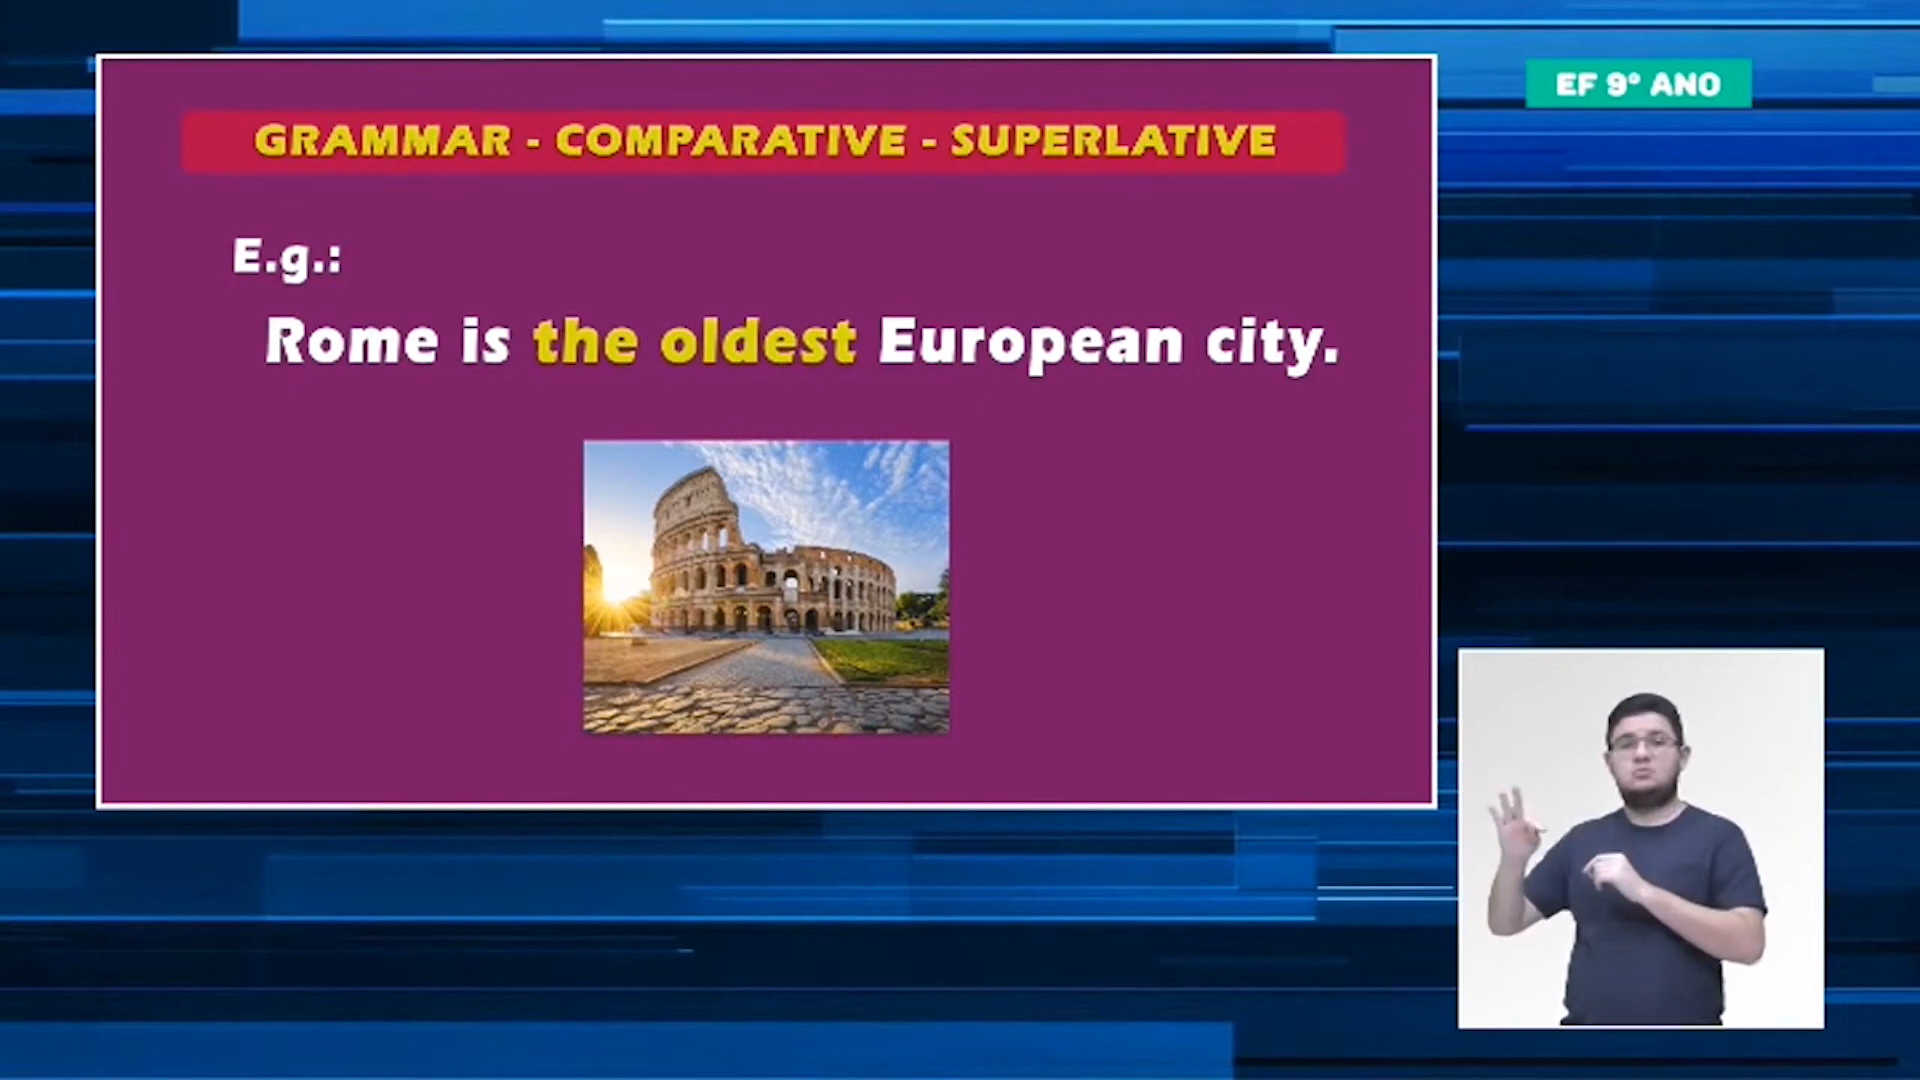 EF 9º ANO
GRAMMAR - COMPARATIVE - SUPERLATIVE
E.g.:
Rome is the oldest European city.